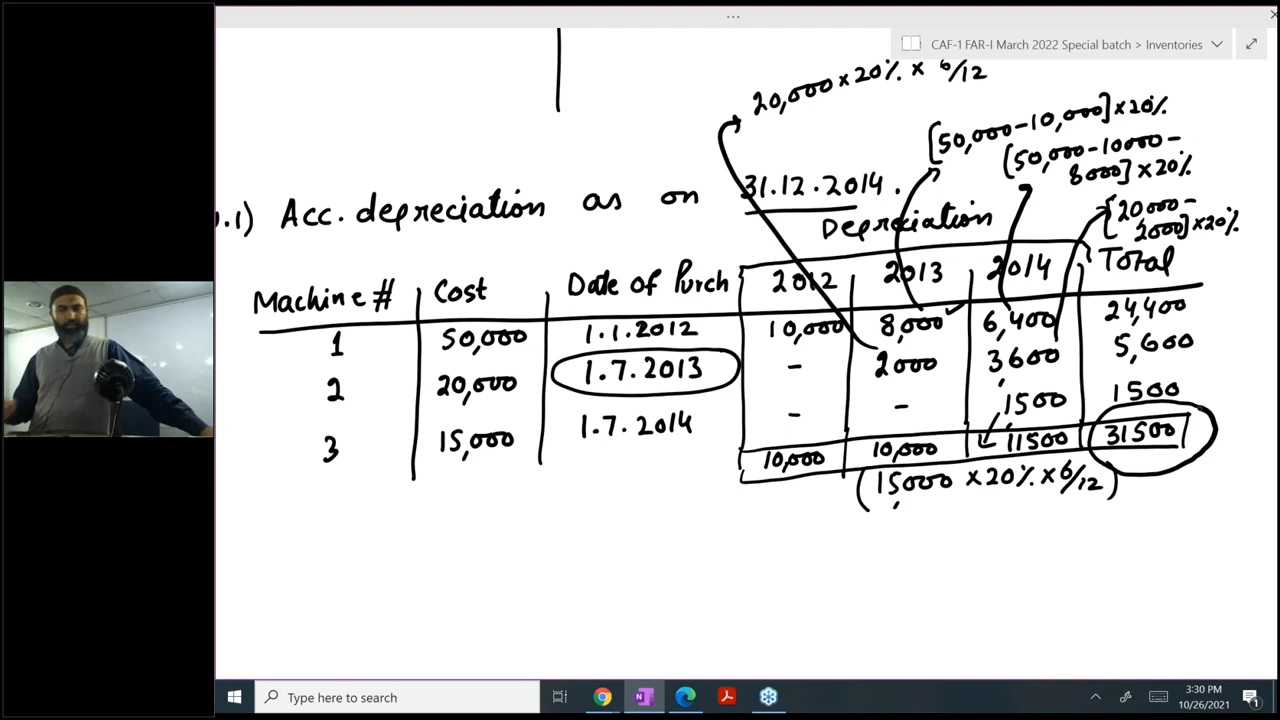 CAF-1 FAR-I March 2022 Special batch > Inventories
20,000 × 20% × 6/12
[50,000-10,000] × 20%
[50,000-10000-
8000] × 20%
[20000-
2000] × 20%
.1) Acc. depreciation as on 31.12.2014.
Depreciation
Machine # Cost Date of Purch 2012 2013 2014 Total
1 50,000 1.1.2012 10,000 8,000 6,400 24,400
2 20,000 1.7.2013 - 2000 3600 5,600
3 15,000 1.7.2014 - - 1500 1500
10,000 10,000 11500 31500
(15000 × 20% × 6/12)
Type here to search
3:30 PM
10/26/2021
1